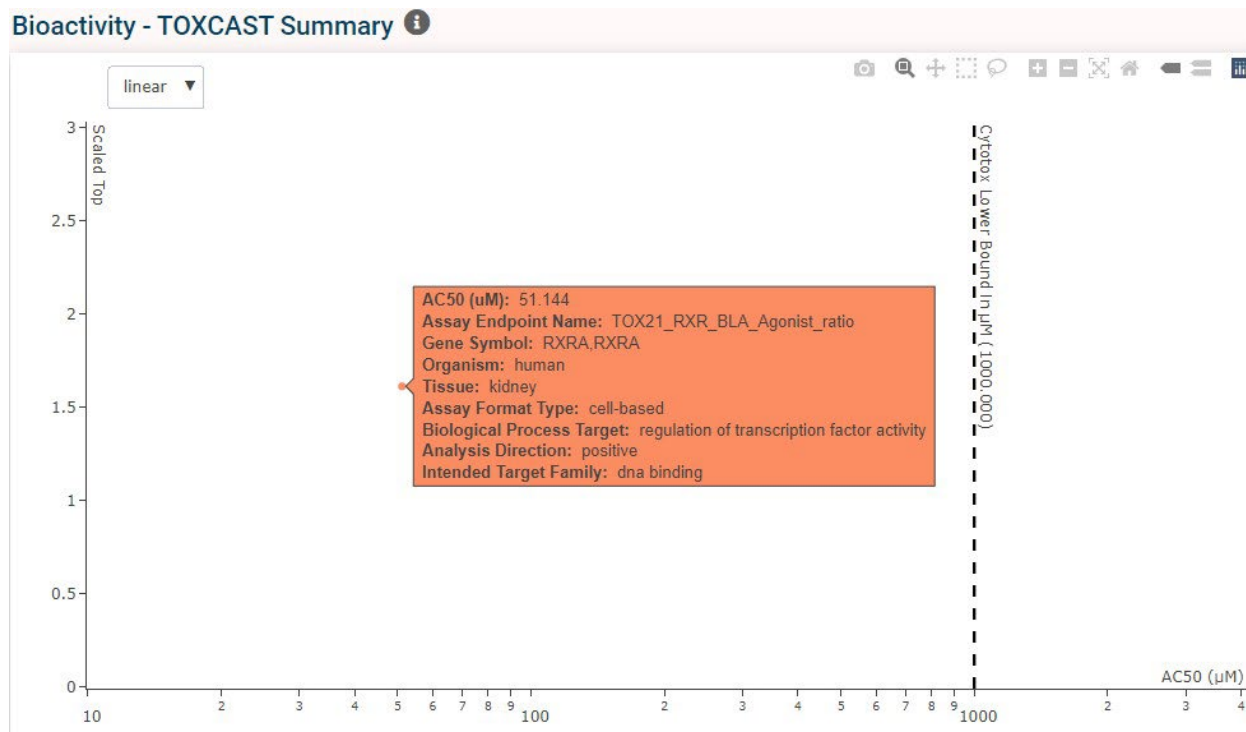 Bioactivity - TOXCAST Summary
linear
3
2.5
2
1.5
1
0.5
0
Scaled Top
Cytotox Lower Bound In µM ( 1000.000)
AC50 (uM): 51.144
Assay Endpoint Name: TOX21_RXR_BLA_Agonist_ratio
Gene Symbol: RXRA,RXRA
Organism: human
Tissue: kidney
Assay Format Type: cell-based
Biological Process Target: regulation of transcription factor activity
Analysis Direction: positive
Intended Target Family: dna binding
AC50 (µM)
10 2 3 4 5 6 7 8 9 100 2 3 4 5 6 7 8 9 1000 2 3 4